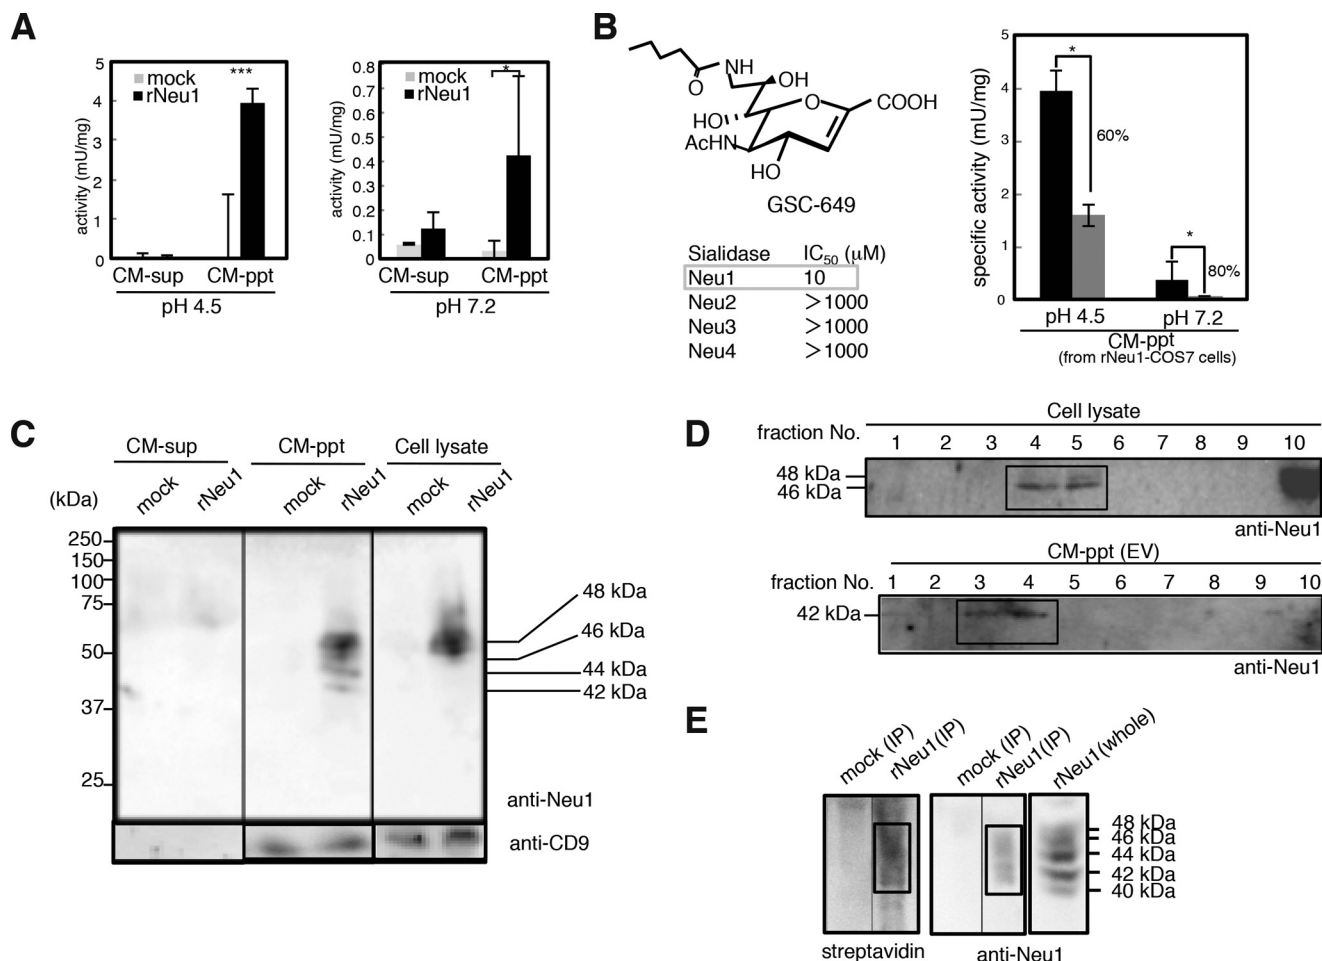 A
5
4
3
2
1
0
activity (mU/mg)
mock
rNeu1
***
CM-sup
CM-ppt
pH 4.5
0.8
0.7
0.6
0.5
0.4
0.3
0.2
0.1
0
activity (mU/mg)
mock
rNeu1
*
CM-sup
CM-ppt
pH 7.2
B
O
NH
OH
O
COOH
HO
AcHN
HO
GSC-649
Sialidase IC50 (μM)
Neu1 10
Neu2 >1000
Neu3 >1000
Neu4 >1000
5
4
3
2
1
0
specific activity (mU/mg)
*
60%
*
80%
pH 4.5
pH 7.2
CM-ppt
(from rNeu1-COS7 cells)
C
CM-sup
CM-ppt
Cell lysate
(kDa)
mock
rNeu1
mock
rNeu1
mock
rNeu1
250
150
100
75
50
37
25
48 kDa
46 kDa
44 kDa
42 kDa
anti-Neu1
anti-CD9
D
Cell lysate
fraction No. 1 2 3 4 5 6 7 8 9 10
48 kDa
46 kDa
anti-Neu1
CM-ppt (EV)
fraction No. 1 2 3 4 5 6 7 8 9 10
42 kDa
anti-Neu1
E
mock (IP)
rNeu1(IP)
mock (IP)
rNeu1(IP)
rNeu1(whole)
48 kDa
46 kDa
44 kDa
42 kDa
40 kDa
streptavidin
anti-Neu1